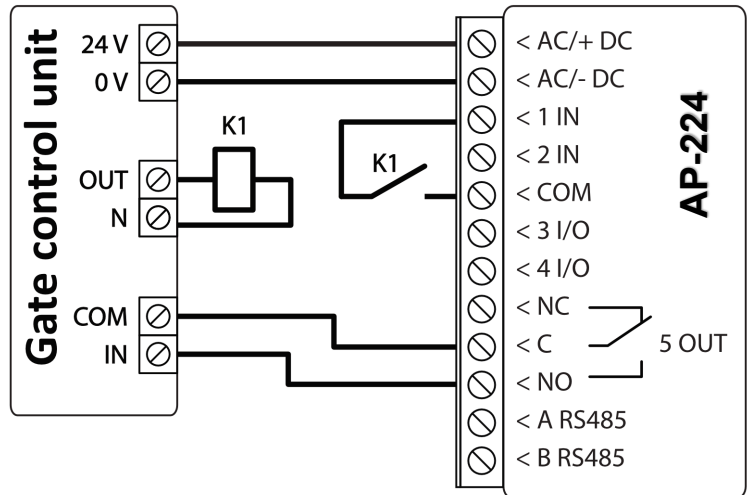 Gate control unit
24 V
0 V
OUT
N
COM
IN
K1
K1
< AC/+ DC
< AC/- DC
< 1 IN
< 2 IN
< COM
< 3 I/O
< 4 I/O
< NC
< C
< NO
< A RS485
< B RS485
5 OUT
AP-224